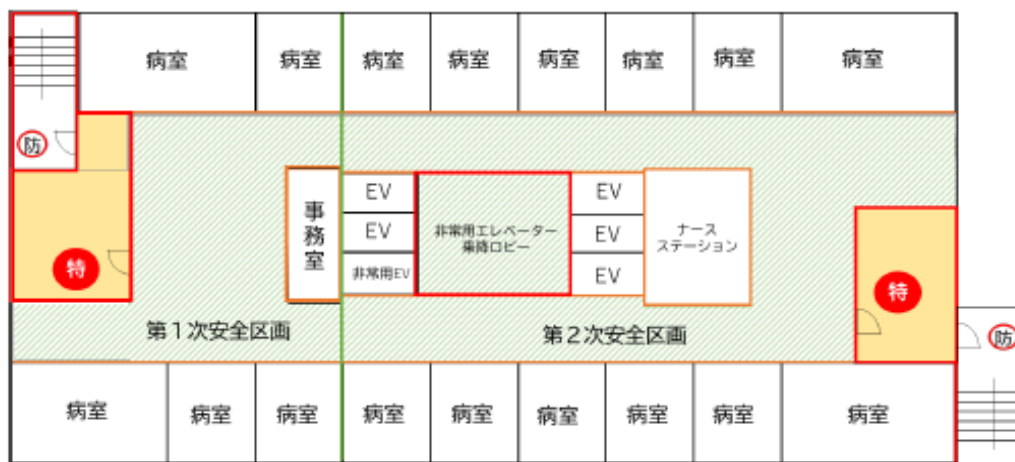 病室
病室
病室
病室
病室
病室
病室
病室
防
特
事務室
EV
EV
非常用EV
非常用エレベーター
乗降ロビー
EV
EV
EV
ナース
ステーション
特
防
第1次安全区画
第2次安全区画
病室
病室
病室
病室
病室
病室
病室
病室
病室